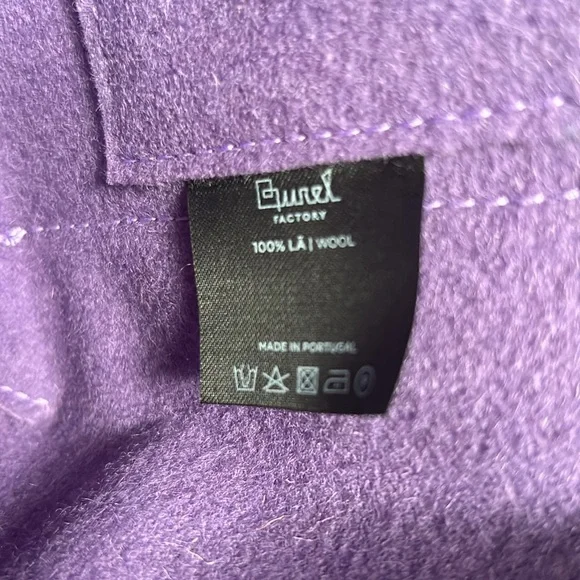 Burel
FACTORY
100% LÃ | WOOL
MADE IN PORTUGAL